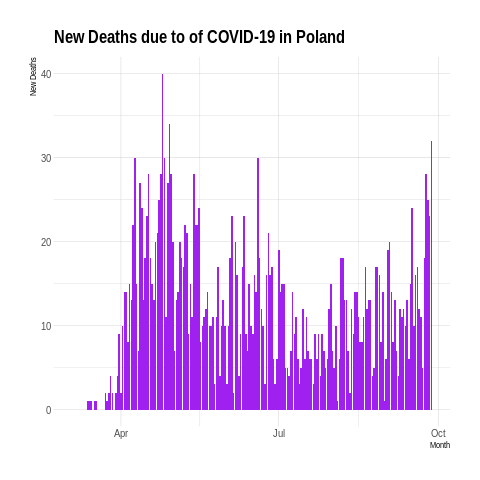 New Deaths due to of COVID-19 in Poland
New Deaths
40
30
20
10
0
Apr
Jul
Oct
Month